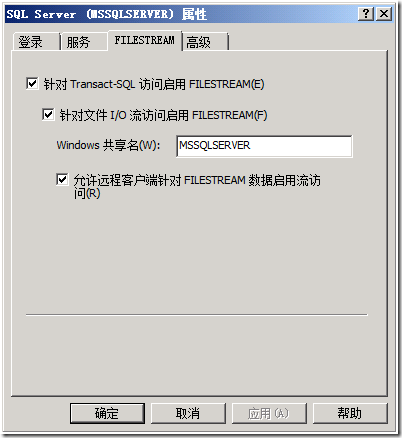 SQL Server (MSSQLSERVER) 属性
登录 服务 FILESTREAM 高级
针对 Transact-SQL 访问启用 FILESTREAM(E)
针对文件 I/O 流访问启用 FILESTREAM(F)
Windows 共享名(W): MSSQLSERVER
允许远程客户端针对 FILESTREAM 数据启用流访
问(R)
确定 取消 应用(A) 帮助